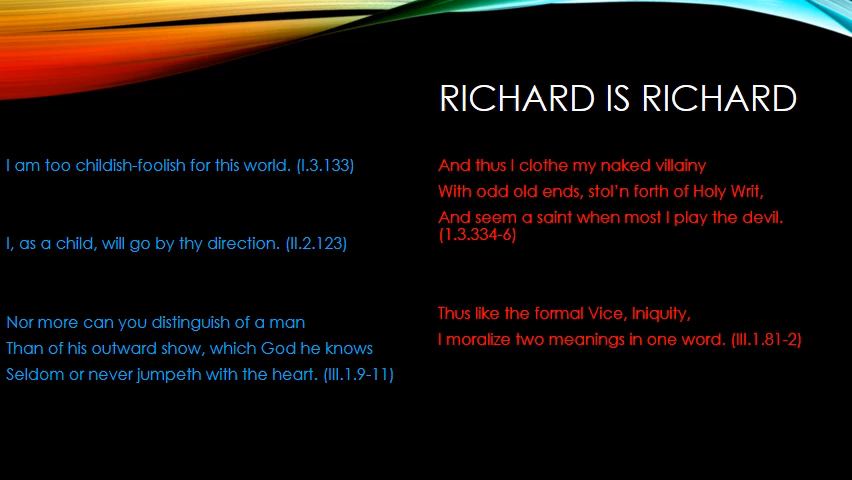 RICHARD IS RICHARD
I am too childish-foolish for this world. (I.3.133)
I, as a child, will go by thy direction. (II.2.123)
Nor more can you distinguish of a man
Than of his outward show, which God he knows
Seldom or never jumpeth with the heart. (III.1.9-11)
And thus I clothe my naked villainy
With odd old ends, stol'n forth of Holy Writ,
And seem a saint when most I play the devil.
(1.3.334-6)
Thus like the formal Vice, Iniquity,
I moralize two meanings in one word. (III.1.81-2)